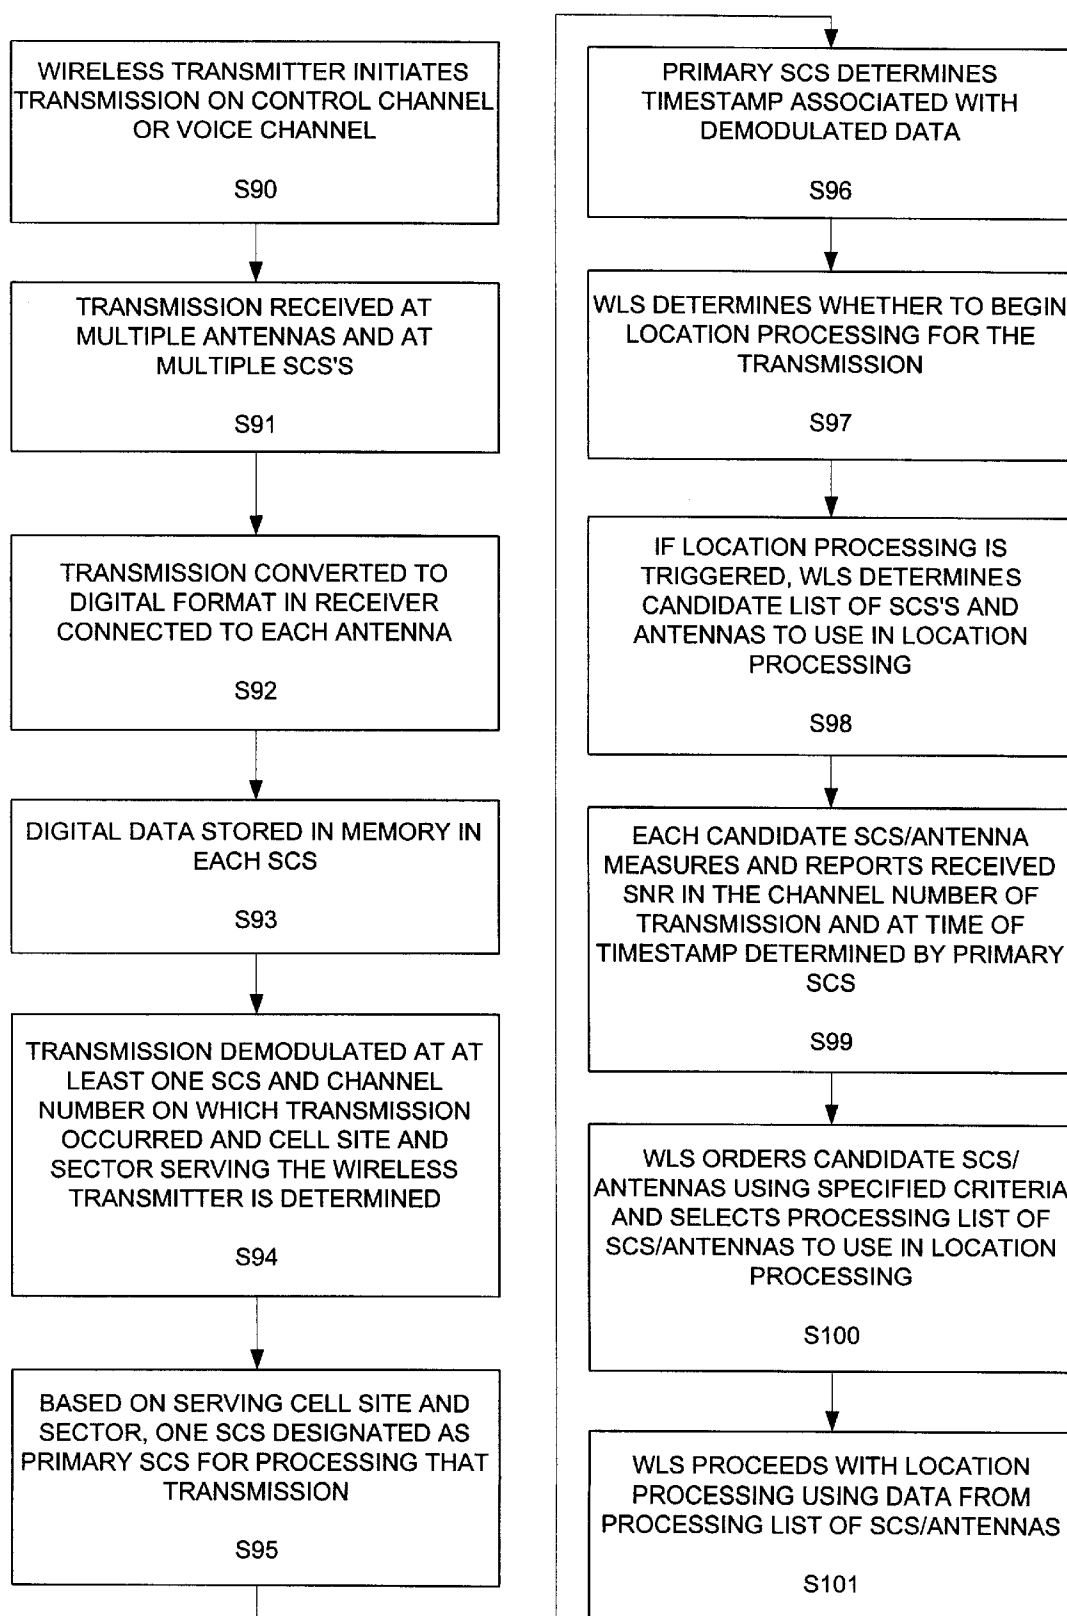 WIRELESS TRANSMITTER INITIATES
TRANSMISSION ON CONTROL CHANNEL
OR VOICE CHANNEL
S90
TRANSMISSION RECEIVED AT
MULTIPLE ANTENNAS AND AT
MULTIPLE SCS'S
S91
TRANSMISSION CONVERTED TO
DIGITAL FORMAT IN RECEIVER
CONNECTED TO EACH ANTENNA
S92
DIGITAL DATA STORED IN MEMORY IN
EACH SCS
S93
TRANSMISSION DEMODULATED AT AT
LEAST ONE SCS AND CHANNEL
NUMBER ON WHICH TRANSMISSION
OCCURRED AND CELL SITE AND
SECTOR SERVING THE WIRELESS
TRANSMITTER IS DETERMINED
S94
BASED ON SERVING CELL SITE AND
SECTOR, ONE SCS DESIGNATED AS
PRIMARY SCS FOR PROCESSING THAT
TRANSMISSION
S95
PRIMARY SCS DETERMINES
TIMESTAMP ASSOCIATED WITH
DEMODULATED DATA
S96
WLS DETERMINES WHETHER TO BEGIN
LOCATION PROCESSING FOR THE
TRANSMISSION
S97
IF LOCATION PROCESSING IS
TRIGGERED, WLS DETERMINES
CANDIDATE LIST OF SCS'S AND
ANTENNAS TO USE IN LOCATION
PROCESSING
S98
EACH CANDIDATE SCS/ANTENNA
MEASURES AND REPORTS RECEIVED
SNR IN THE CHANNEL NUMBER OF
TRANSMISSION AND AT TIME OF
TIMESTAMP DETERMINED BY PRIMARY
SCS
S99
WLS ORDERS CANDIDATE SCS/
ANTENNAS USING SPECIFIED CRITERIA
AND SELECTS PROCESSING LIST OF
SCS/ANTENNAS TO USE IN LOCATION
PROCESSING
S100
WLS PROCEEDS WITH LOCATION
PROCESSING USING DATA FROM
PROCESSING LIST OF SCS/ANTENNAS
S101